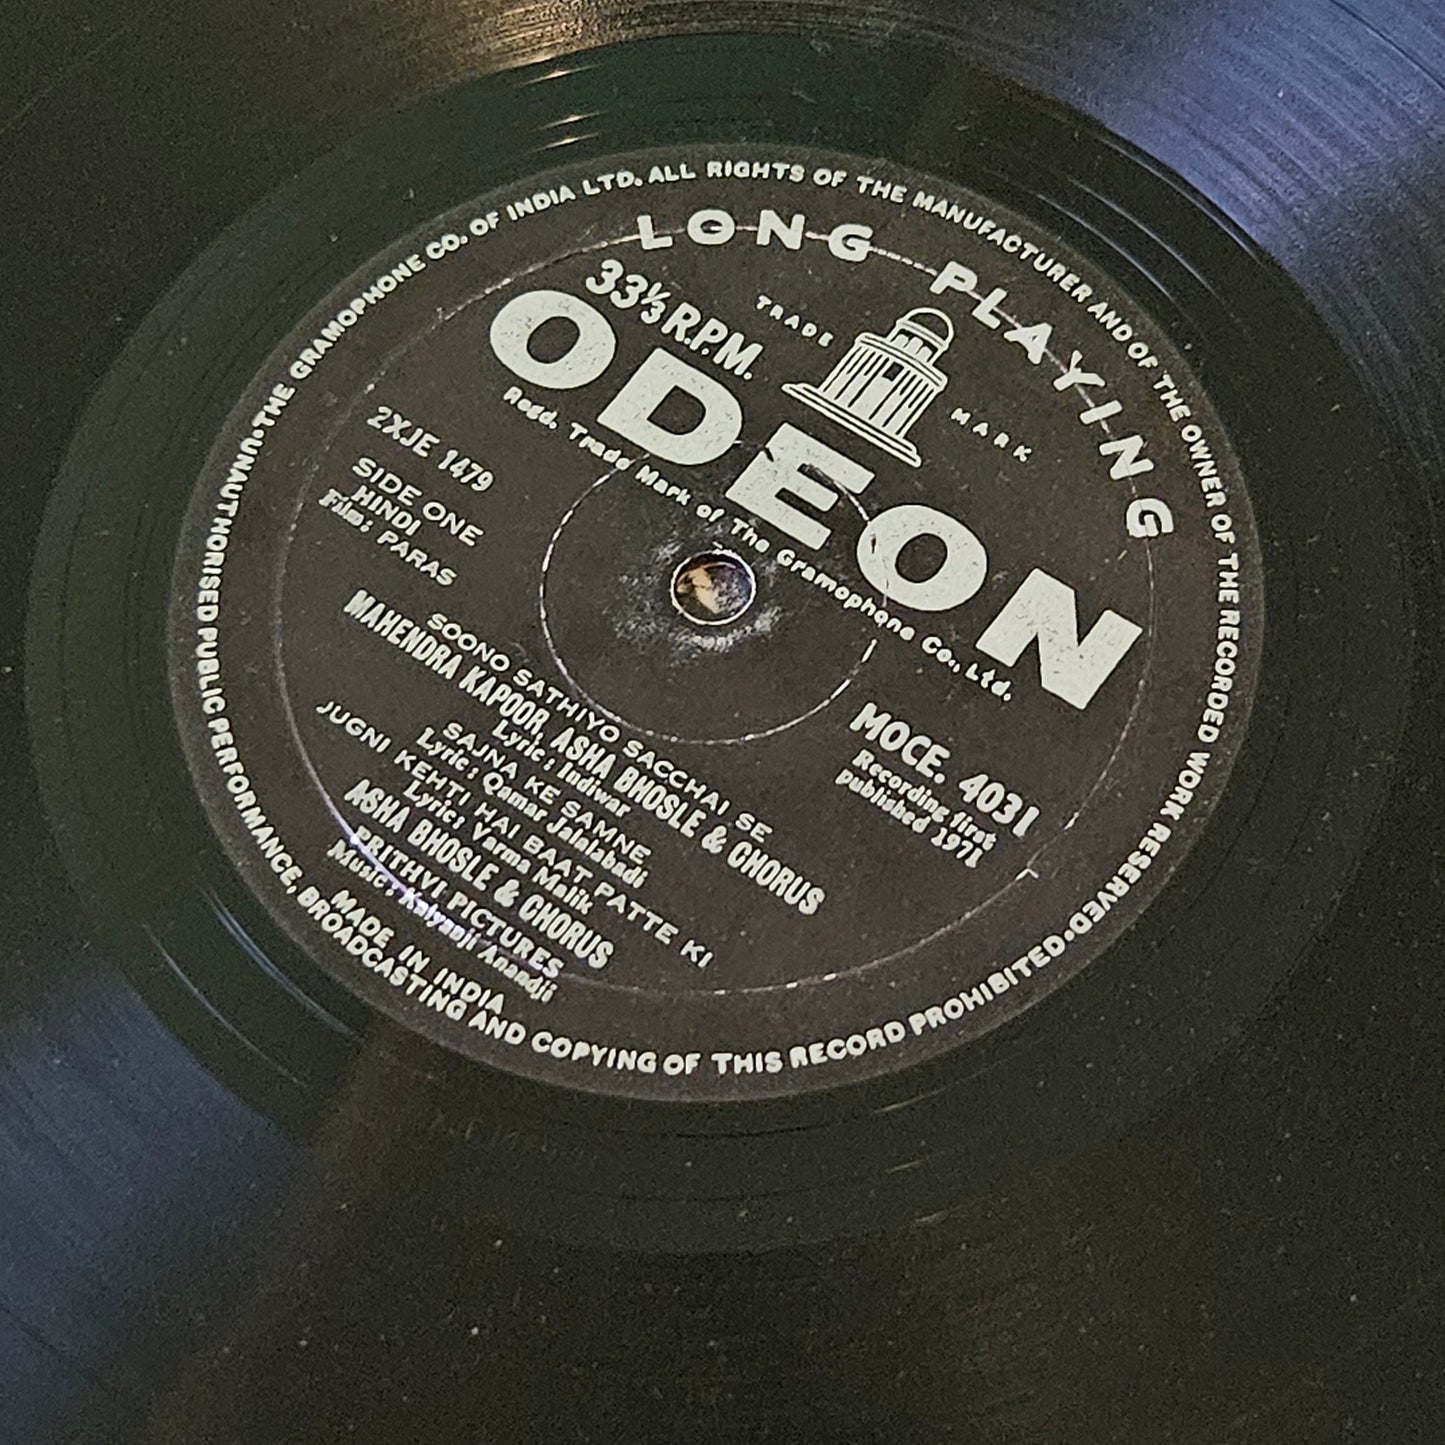 THE GRAMOPHONE CO. OF INDIA LTD. ALL RIGHTS OF THE MANUFACTURER AND OF THE OWNER OF THE RECORDED WORK RESERVED • UNAUTHORISED PUBLIC PERFORMANCE, BROADCASTING AND COPYING OF THIS RECORD PROHIBITED •
LONG PLAYING
33⅓ R.P.M.
TRADE MARK
ODEON
Regd. Trade Mark of The Gramophone Co., Ltd.
2XJE 1479
SIDE ONE
HINDI
Film: PARAS
MOCE. 4031
Recording first
published 1971
SOONO SATHIYO SACCHAI SE
MAHENDRA KAPOOR, ASHA BHOSLE & CHORUS
Lyric: Indiwar
SAJNA KE SAMNE
Lyric: Qamar Jalalabadi
JUGNI KEHTI HAI BAAT PATTE KI
Lyric: Varma Malik
ASHA BHOSLE & CHORUS
PRITHVI PICTURES
Music: Kalyanji Anandji
MADE IN INDIA